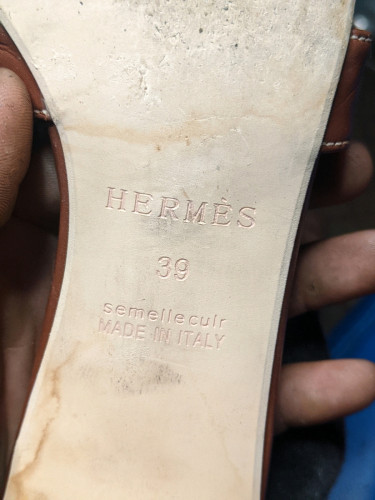 HERMÈS
39
semelle cuir
MADE IN ITALY